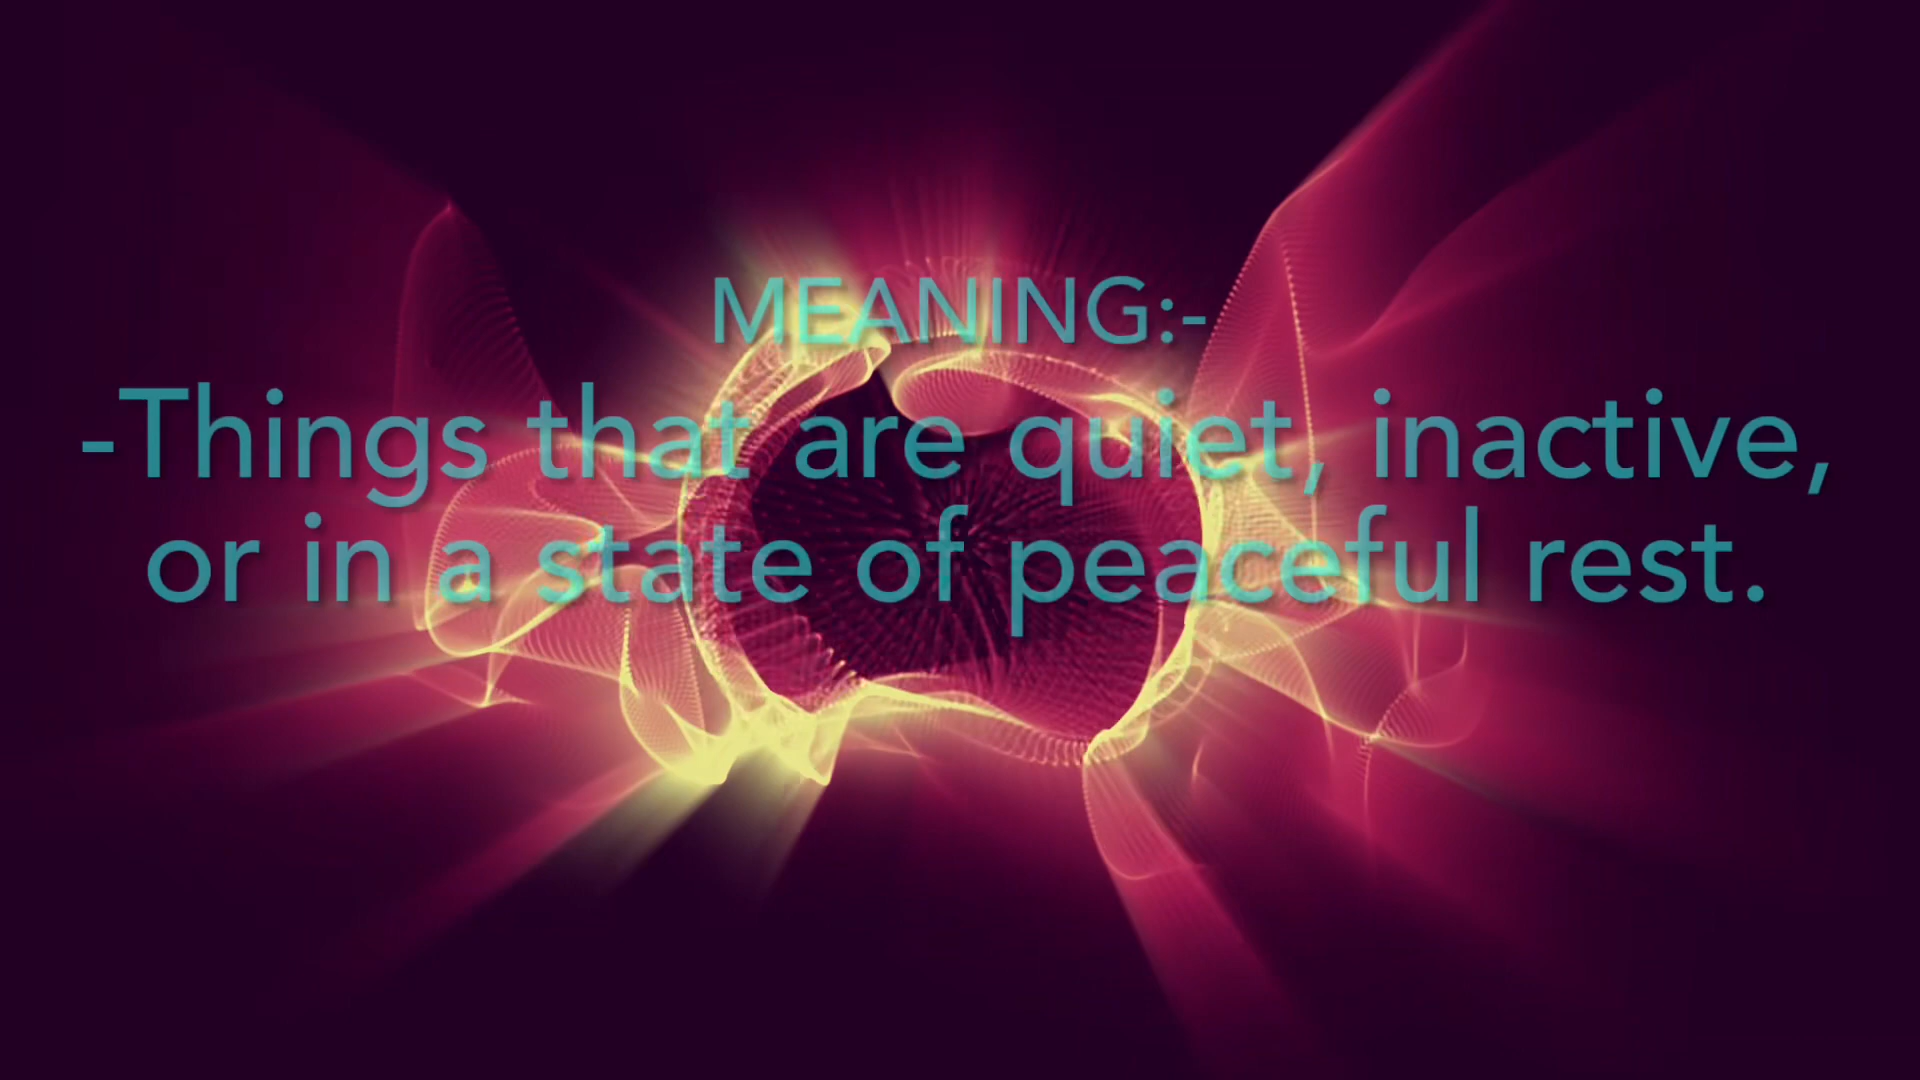 MEANING:-
-Things that are quiet, inactive,
or in a state of peaceful rest.